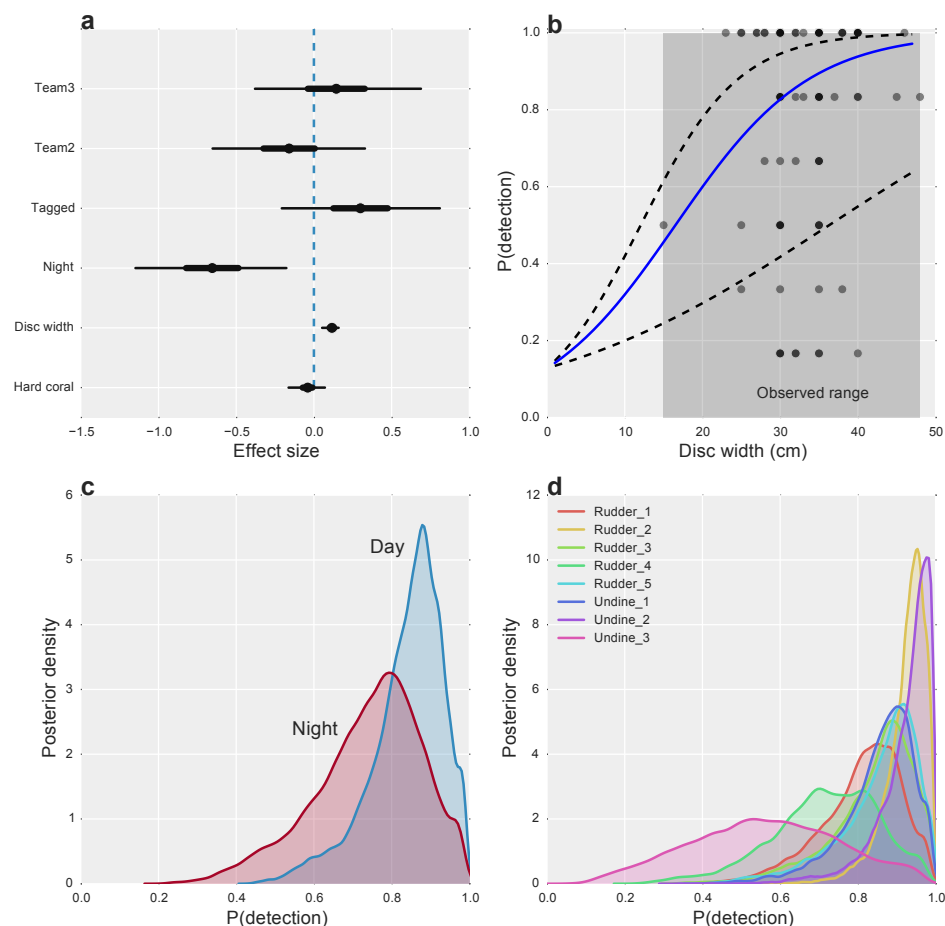 a
Team3
Team2
Tagged
Night
Disc width
Hard coral
−1.5 −1.0 −0.5 0.0 0.5 1.0
Effect size
b
1.0
0.8
0.6
0.4
0.2
0.0
P(detection)
Observed range
0 10 20 30 40 50
Disc width (cm)
c
6
5
4
3
2
1
0
Posterior density
Day
Night
0.0 0.2 0.4 0.6 0.8 1.0
P(detection)
d
12
10
8
6
4
2
0
Posterior density
Rudder_1
Rudder_2
Rudder_3
Rudder_4
Rudder_5
Undine_1
Undine_2
Undine_3
0.0 0.2 0.4 0.6 0.8 1.0
P(detection)